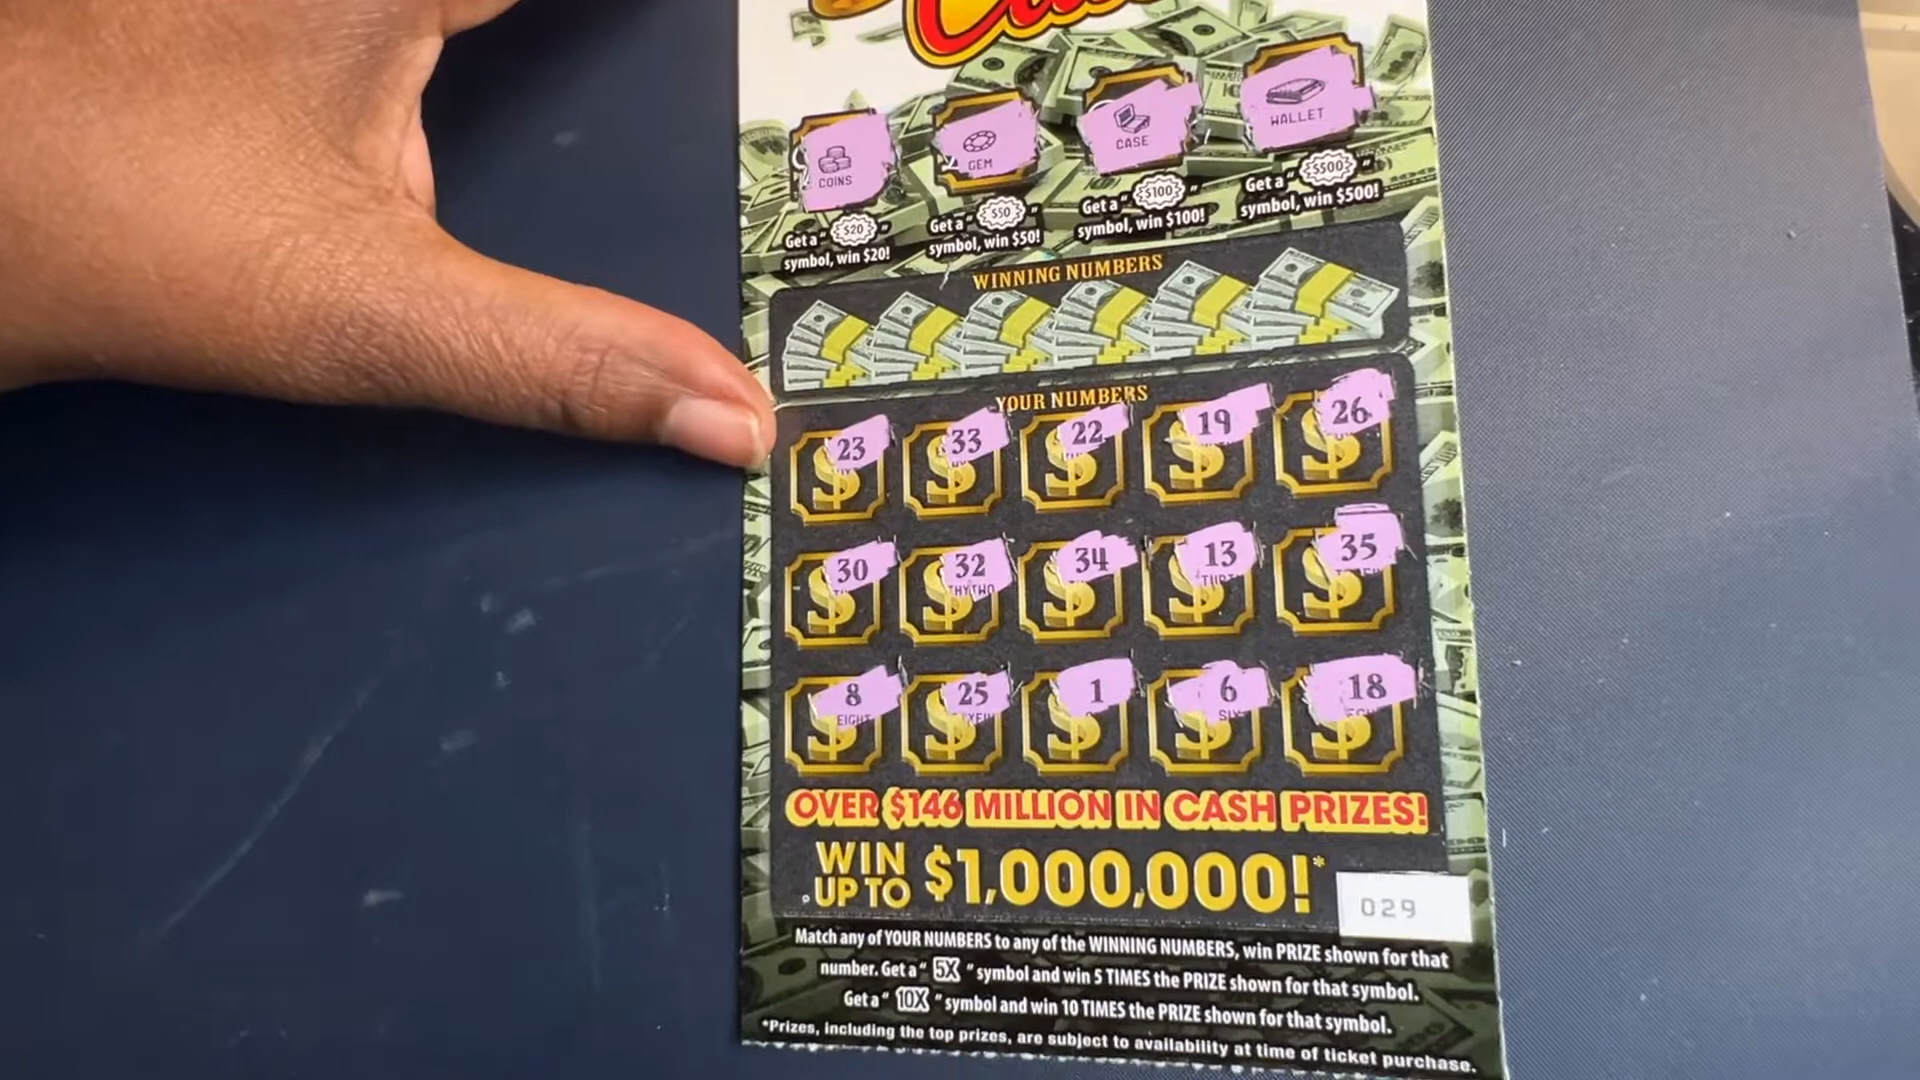 COINS
GEM
CASE
WALLET
Get a " $20 "
symbol, win $20!
Get a " $50 "
symbol, win $50!
Get a " $100 "
symbol, win $100!
Get a " $500 "
symbol, win $500!
WINNING NUMBERS
YOUR NUMBERS
23 33 22 19 26
30 32 34 13 35
THYTWO
8 25 1 6 18
EIGHT SIX
OVER $146 MILLION IN CASH PRIZES!
WIN UP TO $1,000,000!*
029
Match any of YOUR NUMBERS to any of the WINNING NUMBERS, win PRIZE shown for that
number. Get a " 5X " symbol and win 5 TIMES the PRIZE shown for that symbol.
Get a " 10X " symbol and win 10 TIMES the PRIZE shown for that symbol.
*Prizes, including the top prizes, are subject to availability at time of ticket purchase.